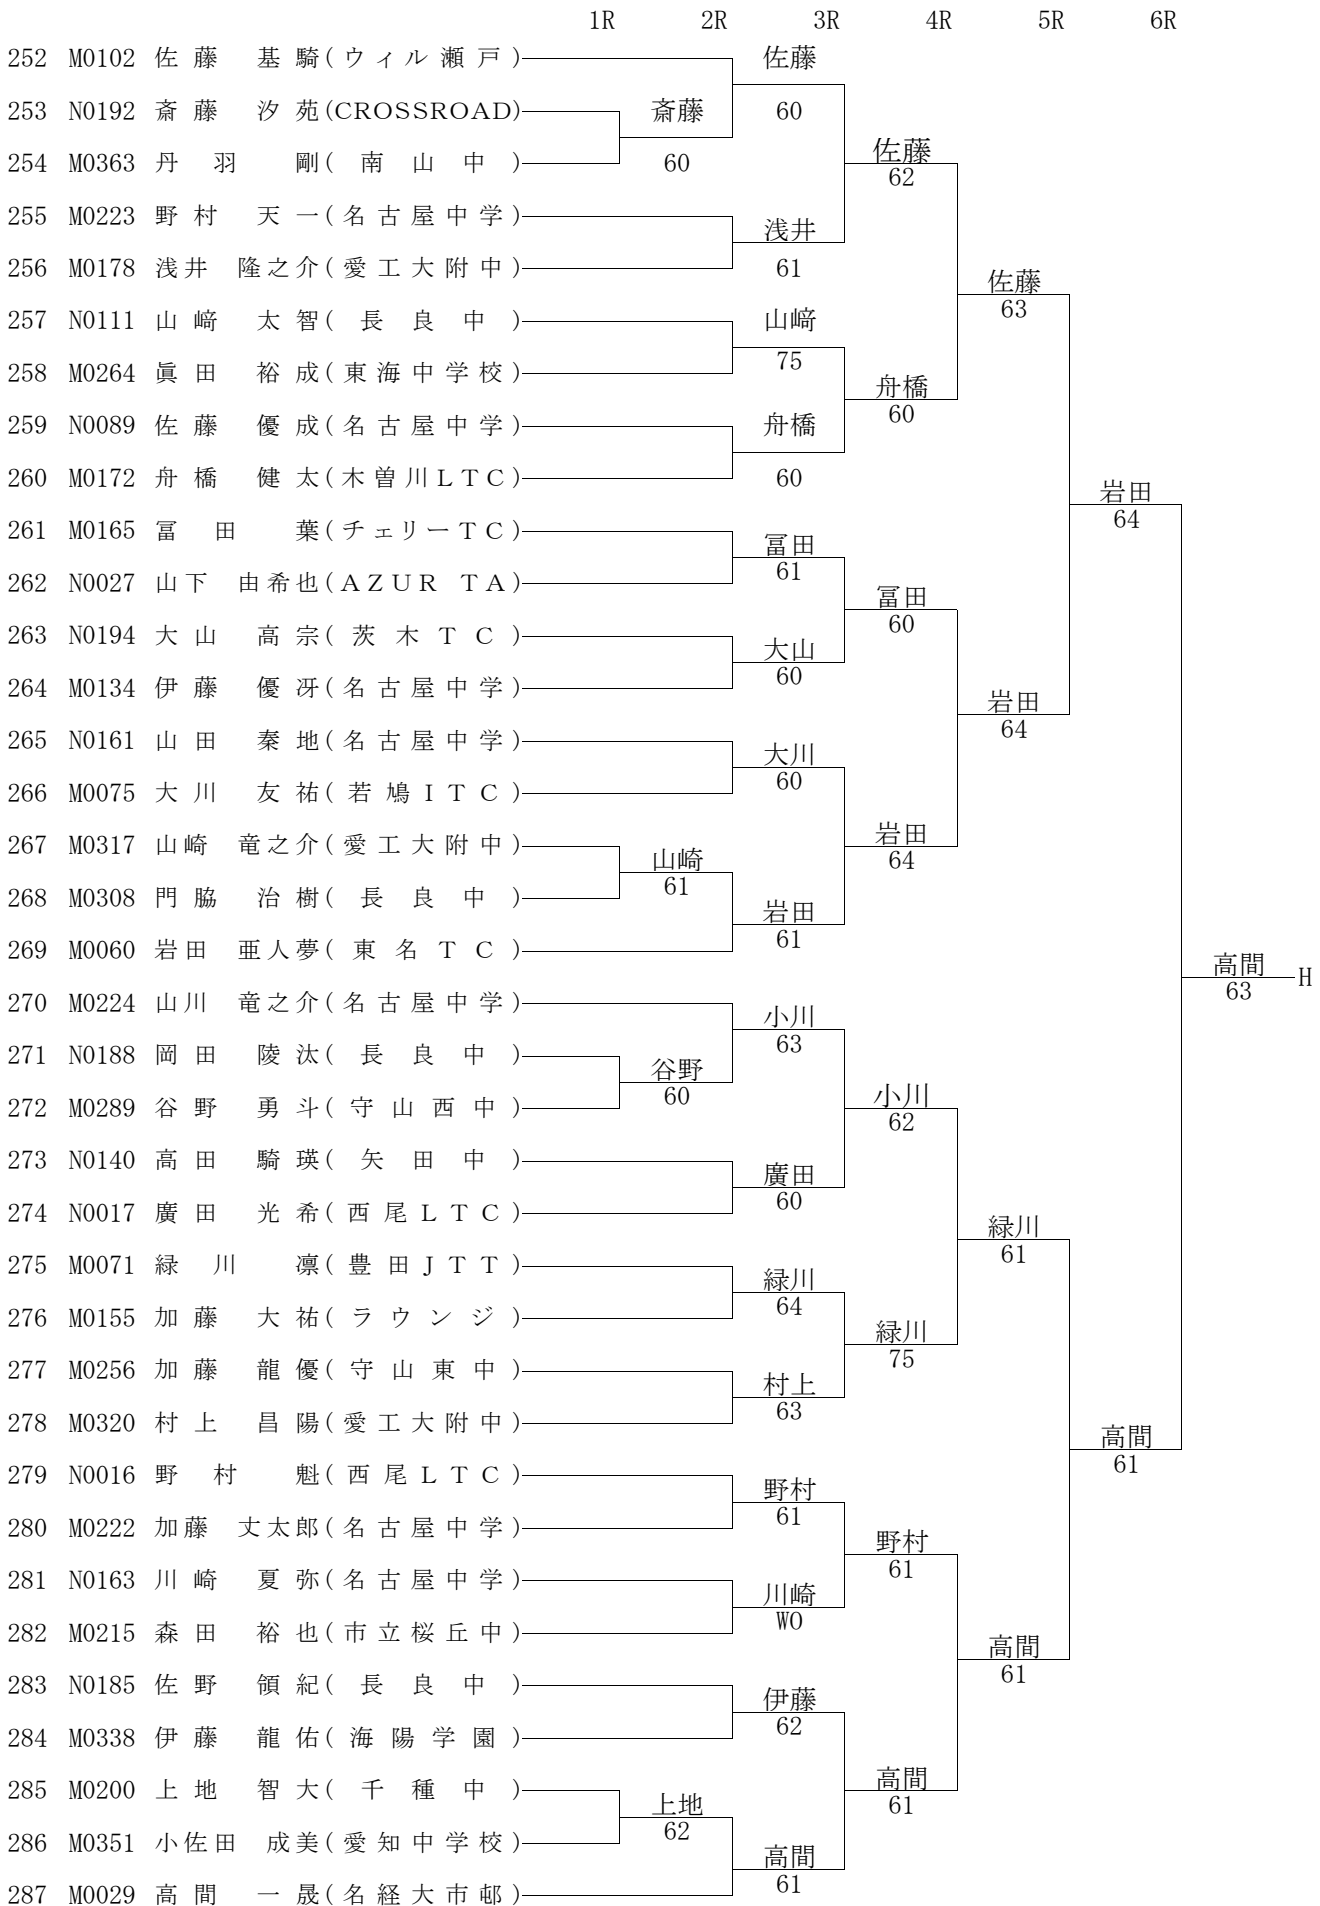 1R 2R 3R 4R 5R 6R
252 M0102 佐藤 基騎(ウィル瀬戸) 佐藤
253 N0192 斎藤 汐苑(CROSSROAD) 斎藤 60
254 M0363 丹羽 剛(南山中) 60 佐藤 62
255 M0223 野村 天一(名古屋中学) 浅井
256 M0178 浅井 隆之介(愛工大附中) 61 佐藤 63
257 N0111 山﨑 太智(長良中) 山﨑
258 M0264 眞田 裕成(東海中学校) 75 舟橋 60
259 N0089 佐藤 優成(名古屋中学) 舟橋
260 M0172 舟橋 健太(木曽川LTC) 60 岩田 64
261 M0165 冨田 葉(チェリーTC) 冨田
262 N0027 山下 由希也(AZUR TA) 61 冨田 60
263 N0194 大山 高宗(茨木TC) 大山
264 M0134 伊藤 優冴(名古屋中学) 60 岩田 64
265 N0161 山田 秦地(名古屋中学) 大川
266 M0075 大川 友祐(若鳩ITC) 60
267 M0317 山崎 竜之介(愛工大附中) 山崎 岩田 64
268 M0308 門脇 治樹(長良中) 61 岩田
269 M0060 岩田 亜人夢(東名TC) 61 高間 63 H
270 M0224 山川 竜之介(名古屋中学) 小川
271 N0188 岡田 陵汰(長良中) 谷野 63
272 M0289 谷野 勇斗(守山西中) 60 小川 62
273 N0140 高田 騎瑛(矢田中) 廣田
274 N0017 廣田 光希(西尾LTC) 60 緑川 61
275 M0071 緑川 凛(豊田JTT) 緑川
276 M0155 加藤 大祐(ラウンジ) 64 緑川 75
277 M0256 加藤 龍優(守山東中) 村上
278 M0320 村上 昌陽(愛工大附中) 63 高間 61
279 N0016 野村 魁(西尾LTC) 野村
280 M0222 加藤 丈太郎(名古屋中学) 61 野村 61
281 N0163 川崎 夏弥(名古屋中学) 川崎
282 M0215 森田 裕也(市立桜丘中) WO 高間 61
283 N0185 佐野 領紀(長良中) 伊藤
284 M0338 伊藤 龍佑(海陽学園) 62
285 M0200 上地 智大(千種中) 上地 高間 61
286 M0351 小佐田 成美(愛知中学校) 62 高間
287 M0029 高間 一晟(名経大市邨) 61